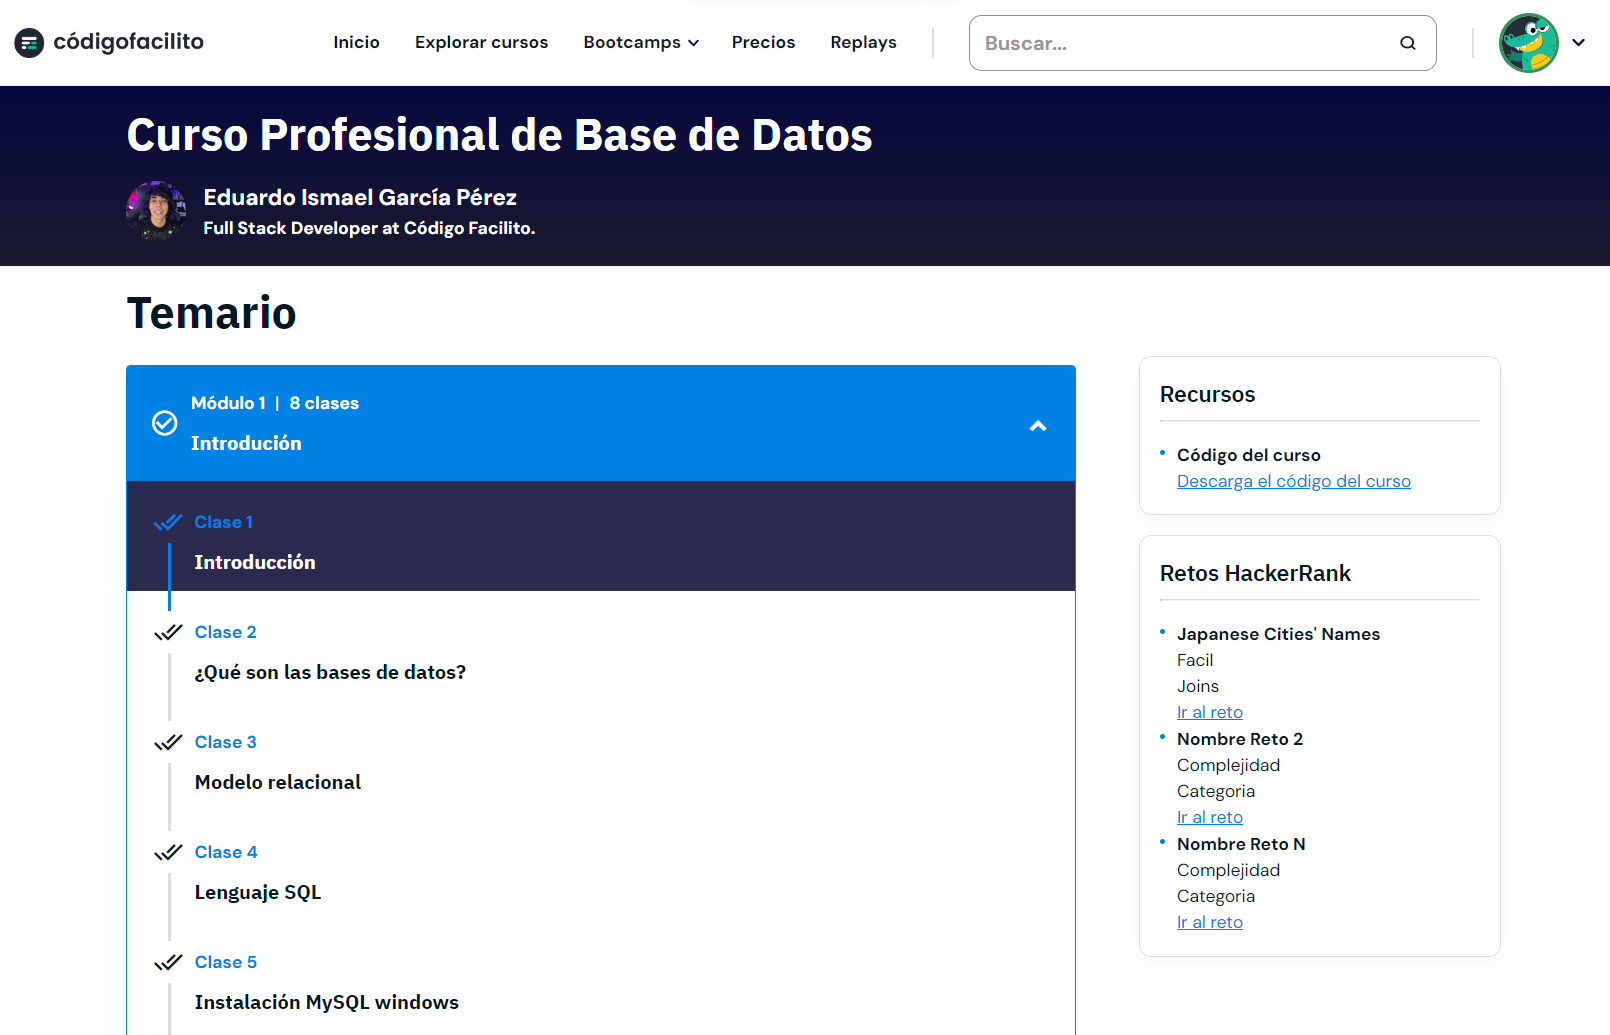 códigofacilito
Inicio
Explorar cursos
Bootcamps
Precios
Replays
Buscar...
Curso Profesional de Base de Datos
Eduardo Ismael García Pérez
Full Stack Developer at Código Facilito.
Temario
Módulo 1 | 8 clases
Introdución
Clase 1
Introducción
Clase 2
¿Qué son las bases de datos?
Clase 3
Modelo relacional
Clase 4
Lenguaje SQL
Clase 5
Instalación MySQL windows
Recursos
Código del curso
Descarga el código del curso
Retos HackerRank
Japanese Cities' Names
Facil
Joins
Ir al reto
Nombre Reto 2
Complejidad
Categoria
Ir al reto
Nombre Reto N
Complejidad
Categoria
Ir al reto